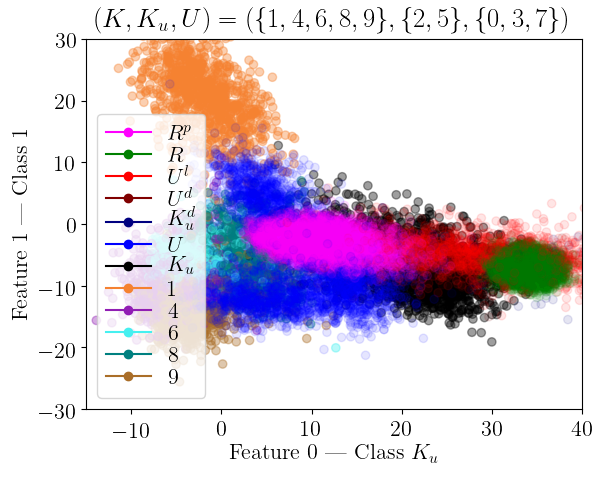 (K, K_u, U) = ({1, 4, 6, 8, 9}, {2, 5}, {0, 3, 7})
30
20
10
0
−10
−20
−30
Feature 1 — Class 1
R^p
R
U^l
U^d
K_u^d
U
K_u
1
4
6
8
9
−10
0
10
20
30
40
Feature 0 — Class K_u